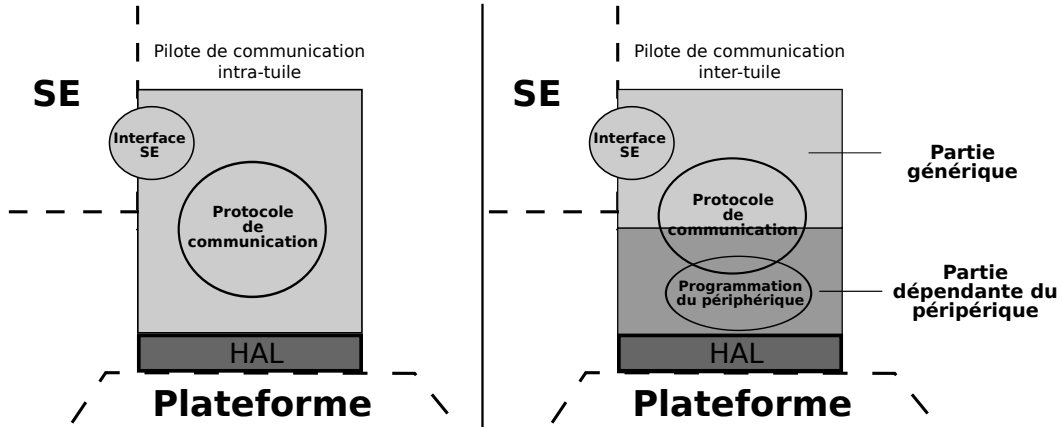 Pilote de communication
intra-tuile
SE
Interface
SE
Protocole
de
communication
HAL
Plateforme
Pilote de communication
inter-tuile
SE
Interface
SE
Protocole
de
communication
Programmation
du périphérique
HAL
Plateforme
Partie
générique
Partie
dépendante du
péripérique